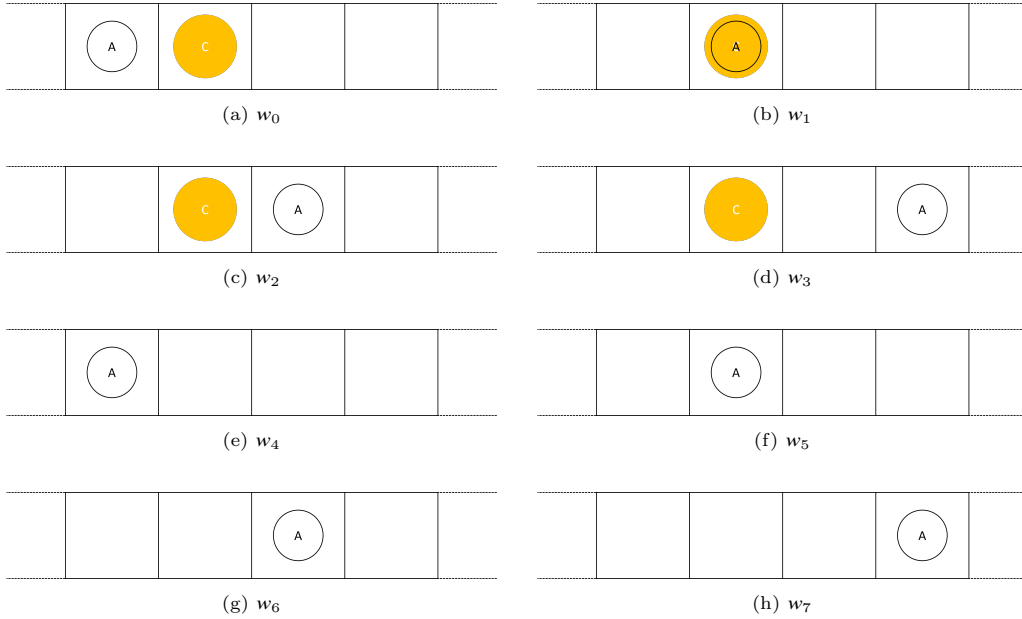 A C
A
(a) w₀
(b) w₁
C A
C A
(c) w₂
(d) w₃
A
A
(e) w₄
(f) w₅
A
A
(g) w₆
(h) w₇